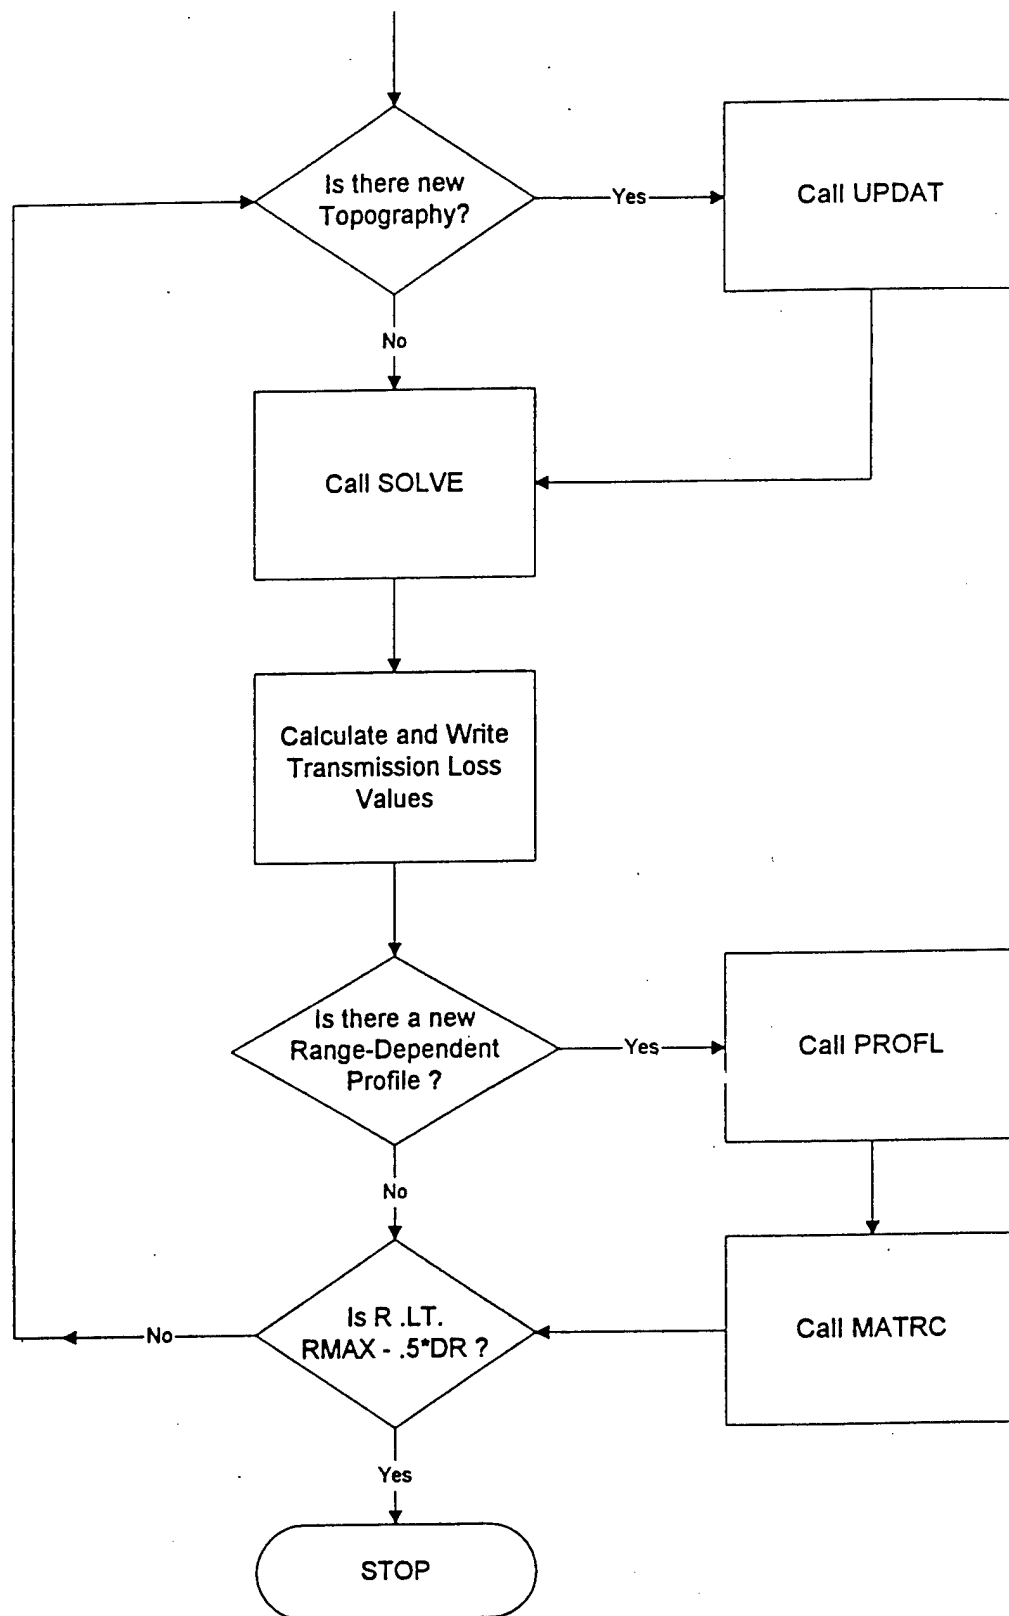 Is there new
Topography?
Yes
Call UPDAT
No
Call SOLVE
Calculate and Write
Transmission Loss
Values
Is there a new
Range-Dependent
Profile ?
Yes
Call PROFL
No
Is R .LT.
RMAX - .5*DR ?
No
Call MATRC
Yes
STOP